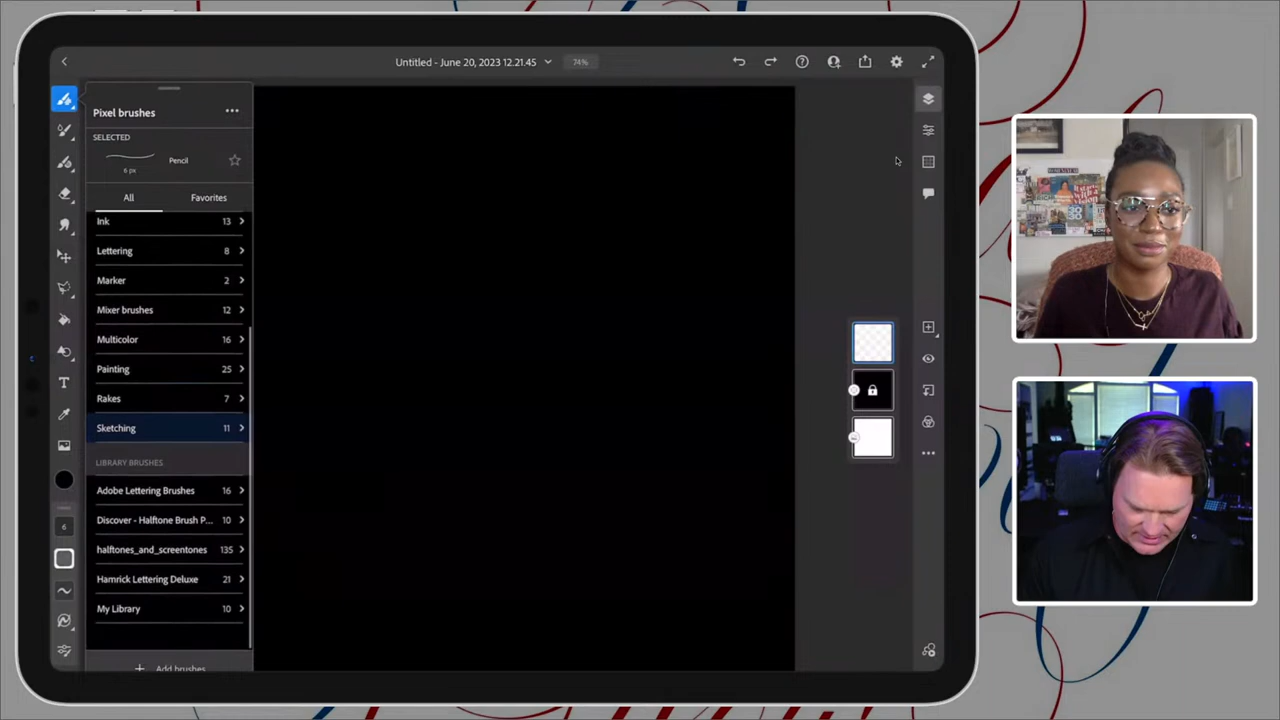 Untitled - June 20, 2023 12.21.45
74%
Pixel brushes
SELECTED
Pencil
6 px
All
Favorites
Ink 13
Lettering 8
Marker 2
Mixer brushes 12
Multicolor 16
Painting 25
Rakes 7
Sketching 11
LIBRARY BRUSHES
Adobe Lettering Brushes 16
Discover - Halftone Brush P... 10
halftones_and_screentones 135
Hamrick Lettering Deluxe 21
My Library 10
+ Add brushes
6
T
30